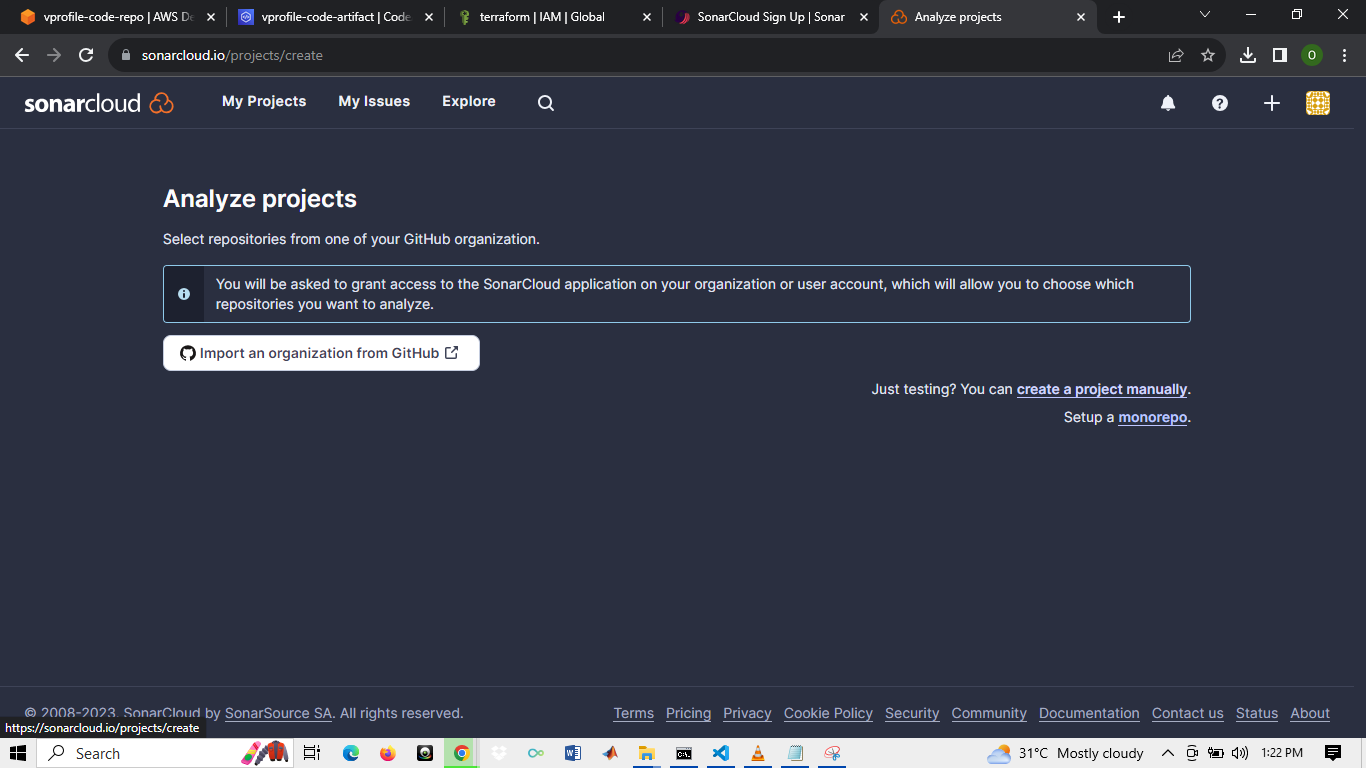 vprofile-code-repo | AWS De
vprofile-code-artifact | Code
terraform | IAM | Global
SonarCloud Sign Up | Sonar
Analyze projects
sonarcloud.io/projects/create
O
sonarcloud
My Projects
My Issues
Explore
Analyze projects
Select repositories from one of your GitHub organization.
You will be asked to grant access to the SonarCloud application on your organization or user account, which will allow you to choose which
repositories you want to analyze.
Import an organization from GitHub
Just testing? You can create a project manually.
Setup a monorepo.
© 2008-2023, SonarCloud by SonarSource SA. All rights reserved.
Terms Pricing Privacy Cookie Policy Security Community Documentation Contact us Status About
https://sonarcloud.io/projects/create
Search
31°C Mostly cloudy
1:22 PM